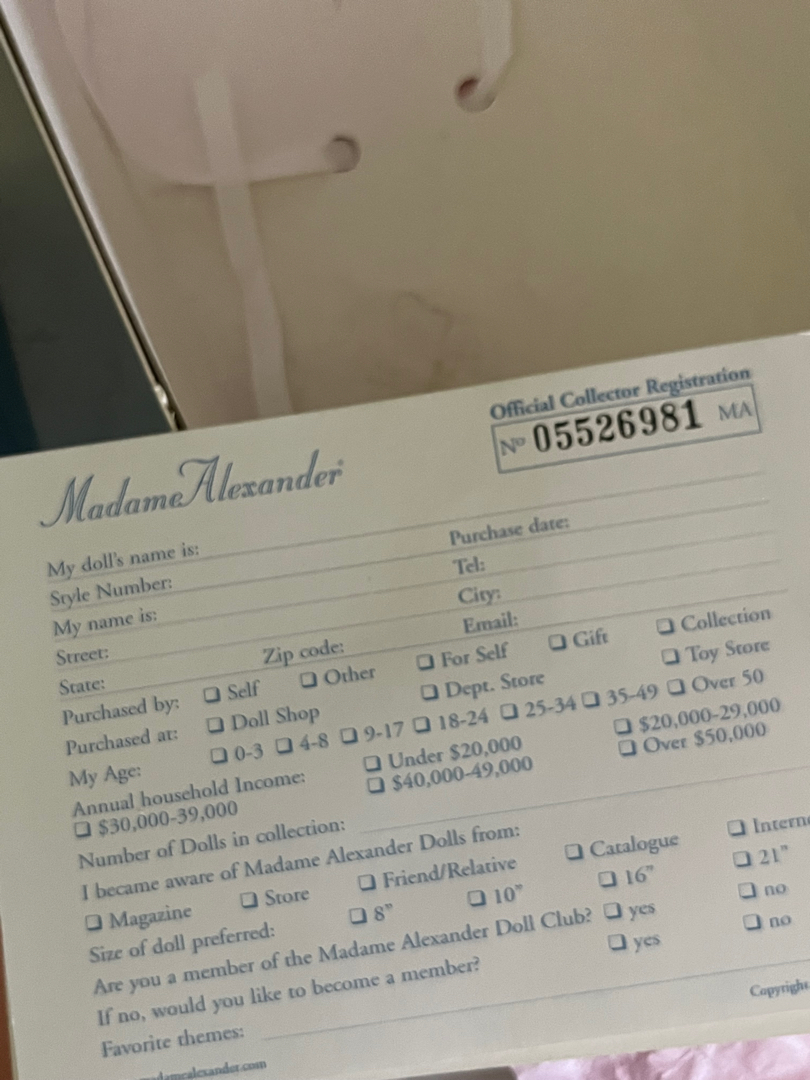 Official Collector Registration
Nº 05526981 MA
Madame Alexander®
My doll's name is:
Style Number: Purchase date:
My name is: Tel:
Street: City:
State: Zip code: Email:
Purchased by: ❏ Self ❏ Other ❏ For Self ❏ Gift ❏ Collection
Purchased at: ❏ Doll Shop ❏ Dept. Store ❏ Toy Store
My Age: ❏ 0-3 ❏ 4-8 ❏ 9-17 ❏ 18-24 ❏ 25-34 ❏ 35-49 ❏ Over 50
Annual household Income: ❏ Under $20,000 ❏ $20,000-29,000
❏ $30,000-39,000 ❏ $40,000-49,000 ❏ Over $50,000
Number of Dolls in collection:
I became aware of Madame Alexander Dolls from:
❏ Magazine ❏ Store ❏ Friend/Relative ❏ Catalogue ❏ Intern
Size of doll preferred: ❏ 8" ❏ 10" ❏ 16" ❏ 21"
Are you a member of the Madame Alexander Doll Club? ❏ yes ❏ no
If no, would you like to become a member? ❏ yes ❏ no
Favorite themes:
Copyright
damealexander.com